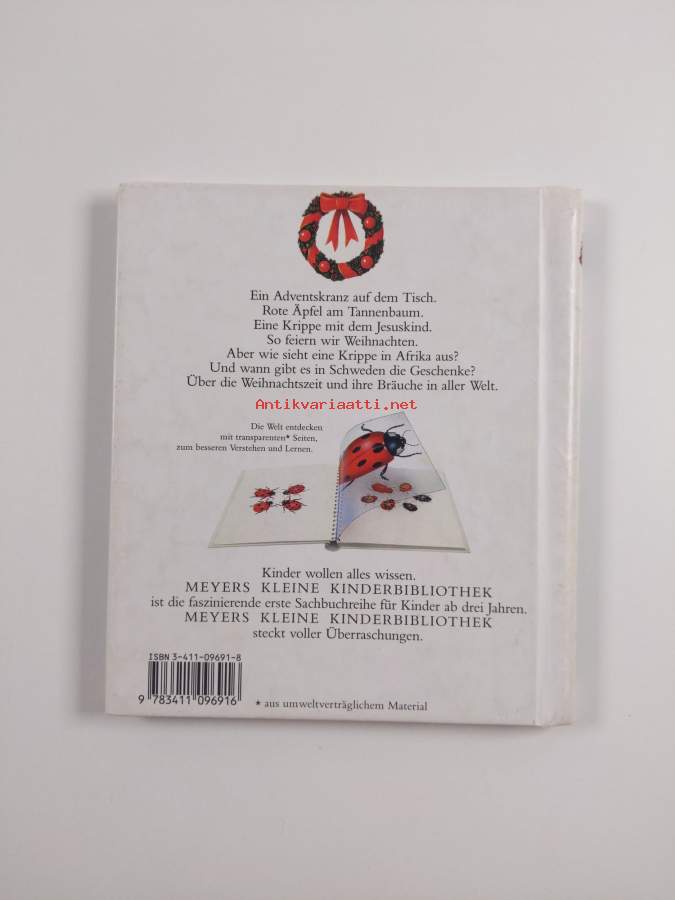 Ein Adventskranz auf dem Tisch.
Rote Äpfel am Tannenbaum.
Eine Krippe mit dem Jesuskind.
So feiern wir Weihnachten.
Aber wie sieht eine Krippe in Afrika aus?
Und wann gibt es in Schweden die Geschenke?
Über die Weihnachtszeit und ihre Bräuche in aller Welt.
Antikvariaatti.net
Die Welt entdecken
mit transparenten* Seiten,
zum besseren Verstehen und Lernen.
Kinder wollen alles wissen.
MEYERS KLEINE KINDERBIBLIOTHEK
ist die faszinierende erste Sachbuchreihe für Kinder ab drei Jahren.
MEYERS KLEINE KINDERBIBLIOTHEK
steckt voller Überraschungen.
ISBN 3-411-09691-8
9 783411 096916
* aus umweltverträglichem Material